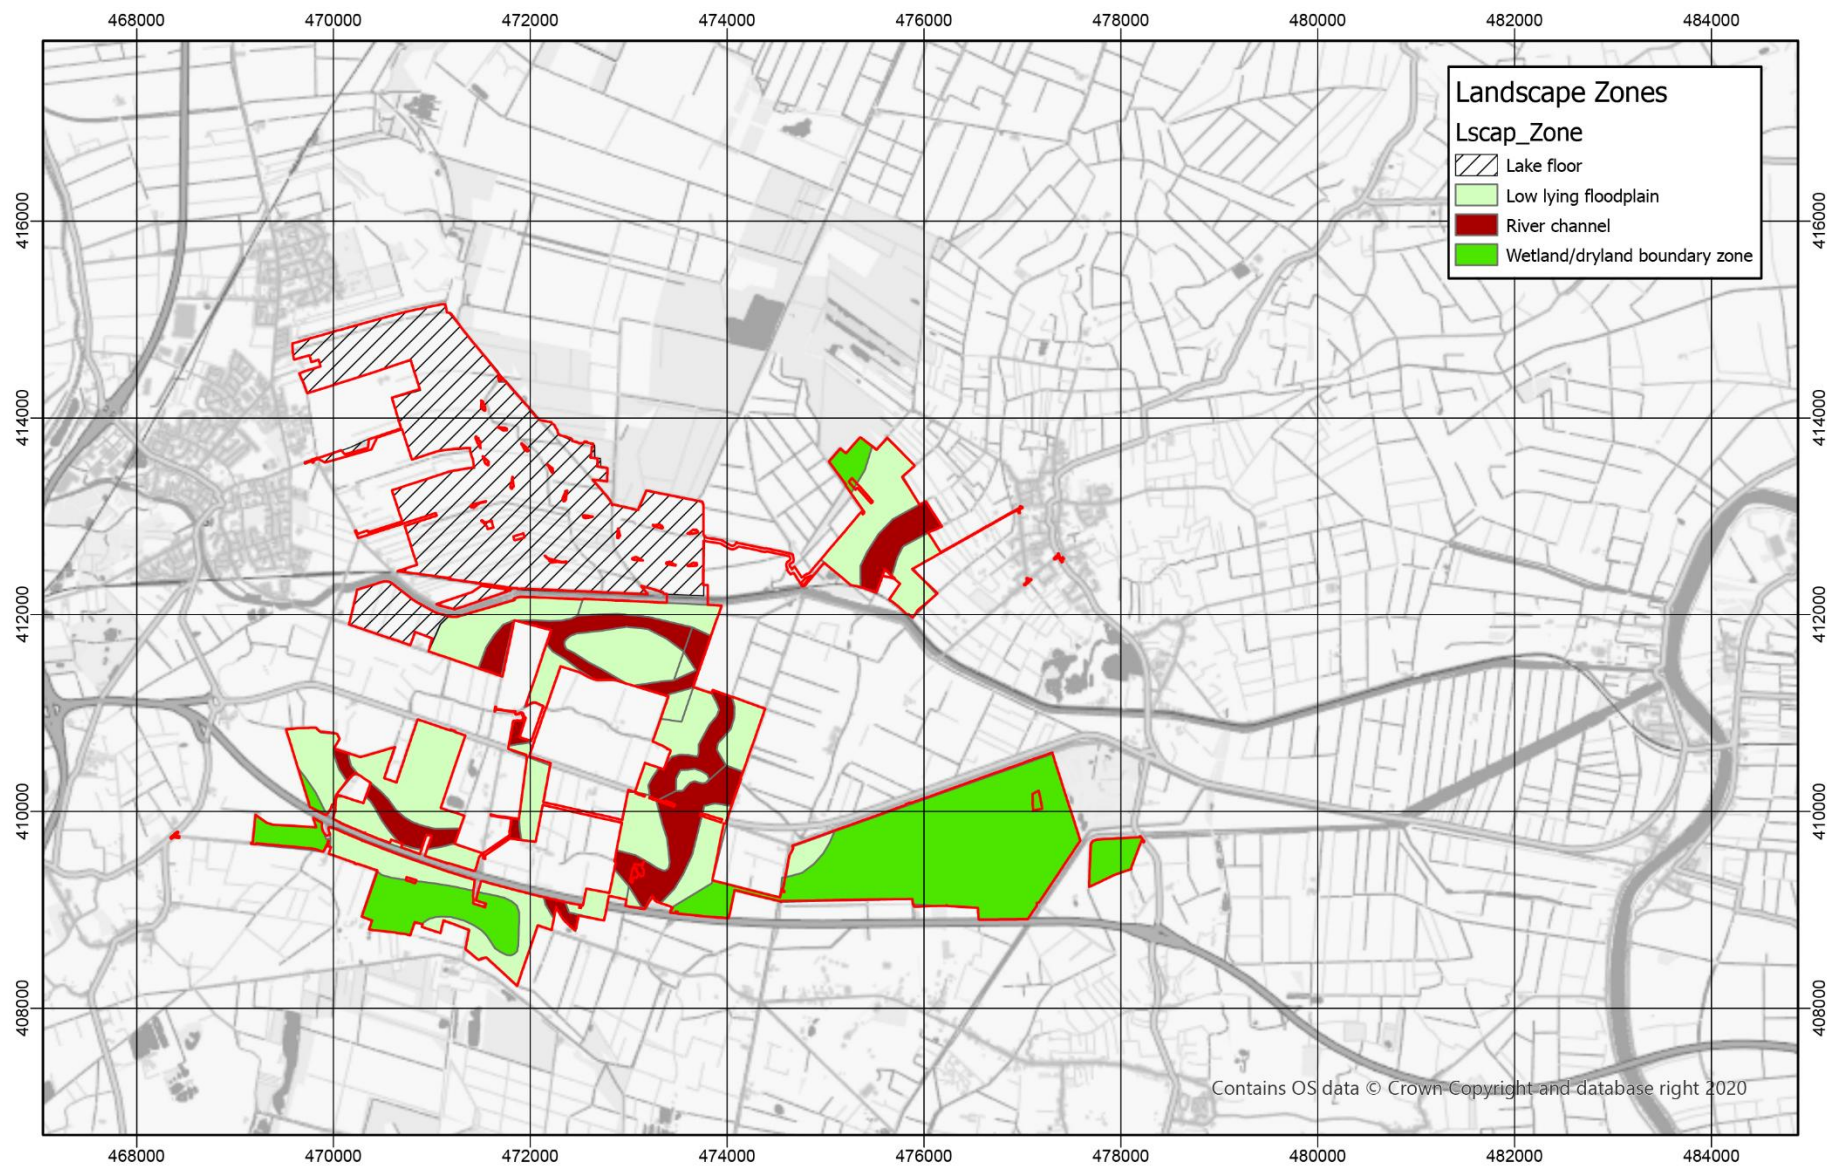 468000 470000 472000 474000 476000 478000 480000 482000 484000
Landscape Zones
Lscap_Zone
Lake floor
Low lying floodplain
River channel
Wetland/dryland boundary zone
416000 416000
414000 414000
412000 412000
410000 410000
408000 408000
Contains OS data © Crown Copyright and database right 2020
468000 470000 472000 474000 476000 478000 480000 482000 484000